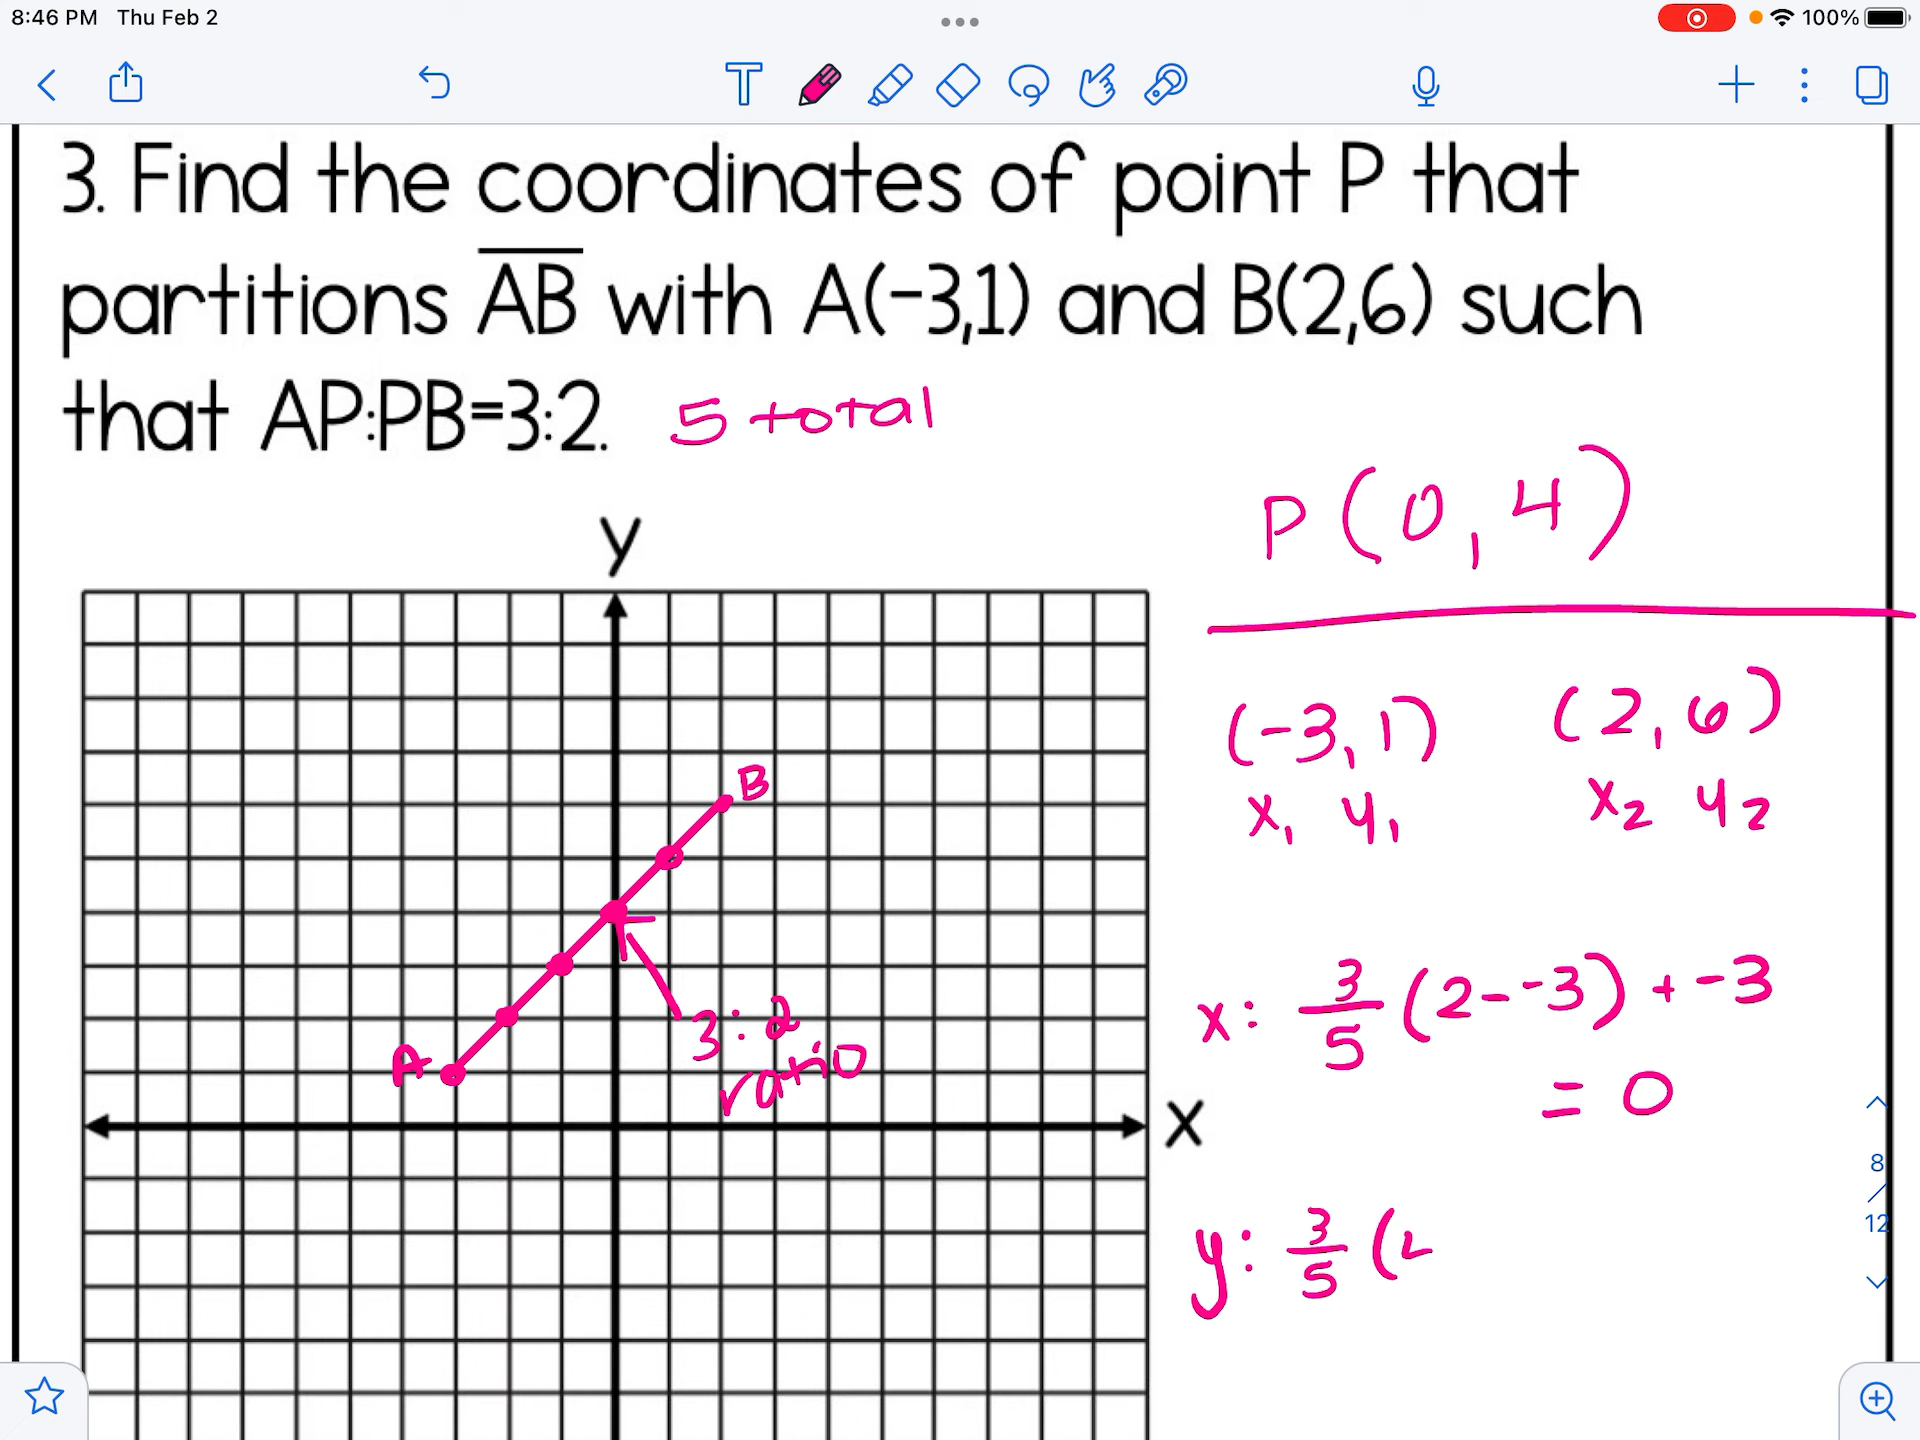 8:46 PM Thu Feb 2
100%
3. Find the coordinates of point P that
partitions AB with A(-3,1) and B(2,6) such
that AP:PB=3:2. 5 total
P(0,4)
y
(-3,1) (2,6)
x₁ y₁ x₂ y₂
B
A
3:2
ratio
x
x: 3/5 (2--3) + -3
= 0
y: 3/5 (
8
/
12